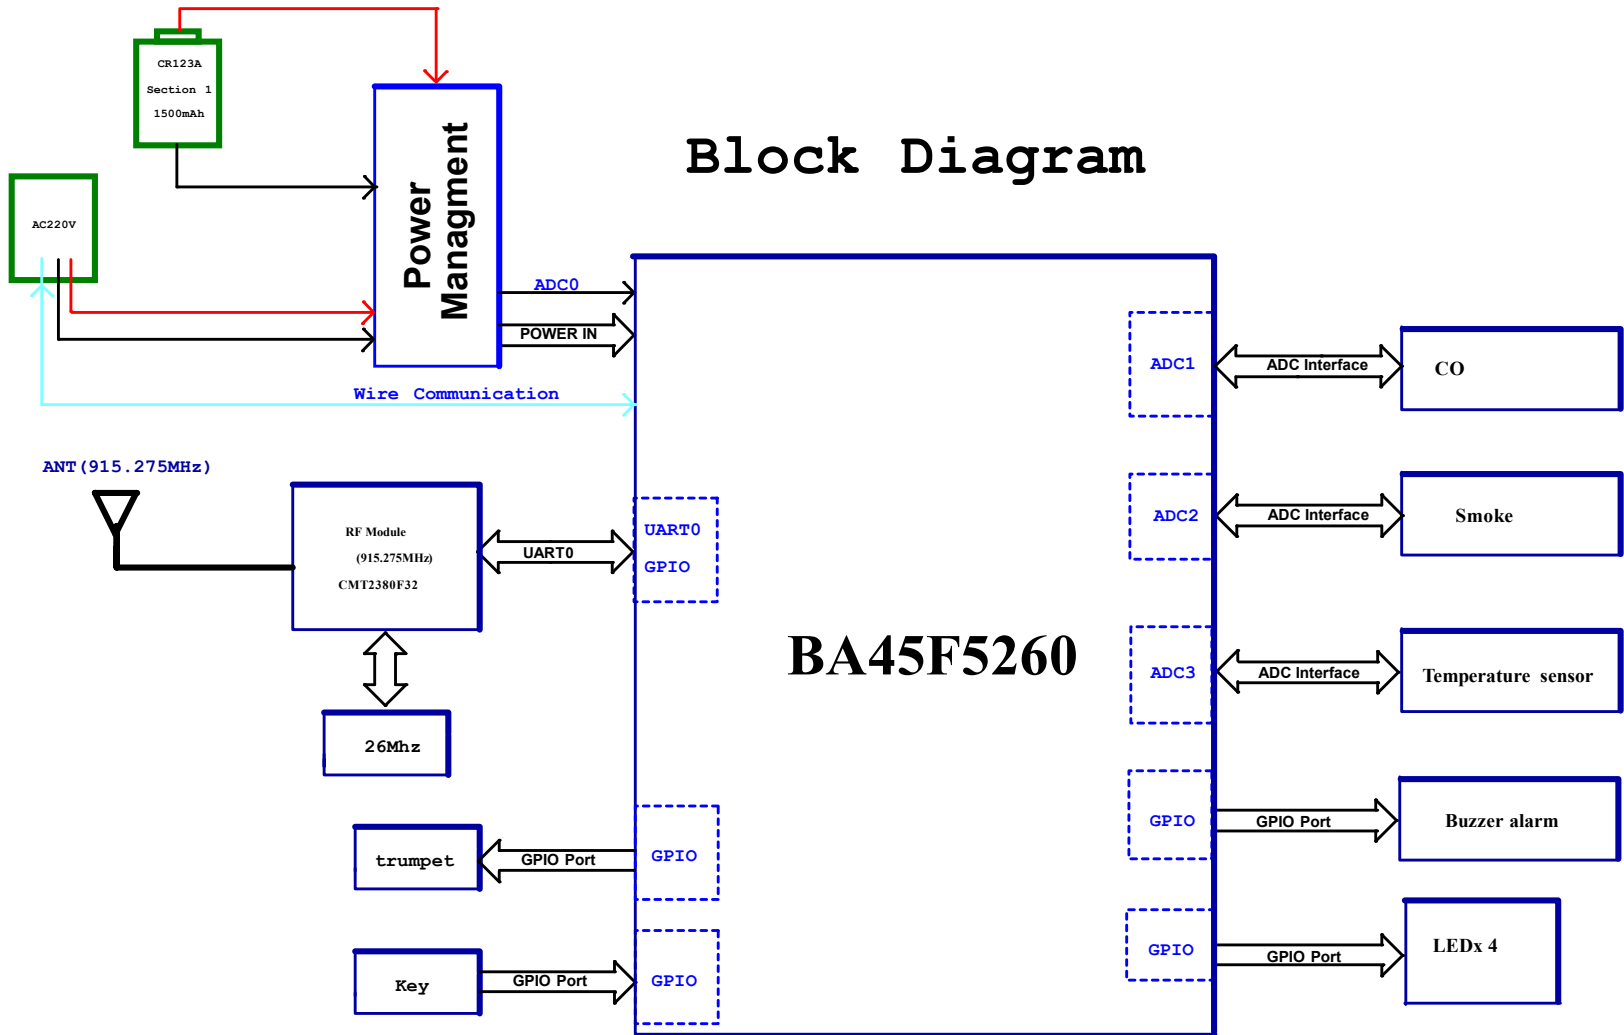 CR123A
Section 1
1500mAh
AC220V
Power
Managment
Block Diagram
ADC0
POWER IN
Wire Communication
ANT(915.275MHz)
RF Module
(915.275MHz)
CMT2380F32
UART0
UART0
GPIO
26Mhz
trumpet
GPIO Port
GPIO
Key
GPIO Port
GPIO
BA45F5260
ADC1
ADC Interface
CO
ADC2
ADC Interface
Smoke
ADC3
ADC Interface
Temperature sensor
GPIO
GPIO Port
Buzzer alarm
GPIO
GPIO Port
LEDx 4